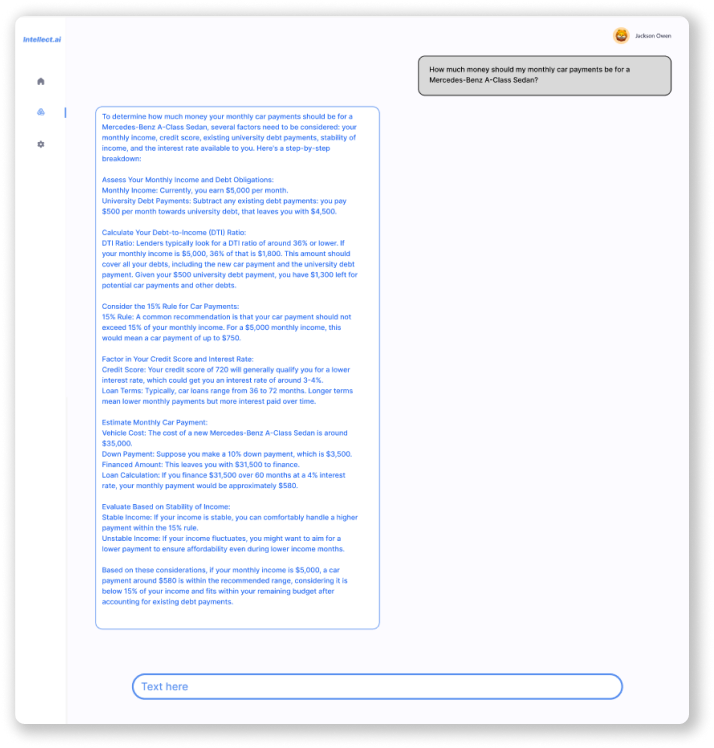 Intellect.ai
Jackson Owen
How much money should my monthly car payments be for a
Mercedes-Benz A-Class Sedan?
To determine how much money your monthly car payments should be for a
Mercedes-Benz A-Class Sedan, several factors need to be considered: your
monthly income, credit score, existing university debt payments, stability of
income, and the interest rate available to you. Here's a step-by-step
breakdown:
Assess Your Monthly Income and Debt Obligations:
Monthly Income: Currently, you earn $5,000 per month.
University Debt Payments: Subtract any existing debt payments: you pay
$500 per month towards university debt, that leaves you with $4,500.
Calculate Your Debt-to-Income (DTI) Ratio:
DTI Ratio: Lenders typically look for a DTI ratio of around 36% or lower. If
your monthly income is $5,000, 36% of that is $1,800. This amount should
cover all your debts, including the new car payment and the university debt
payment. Given your $500 university debt payment, you have $1,300 left for
potential car payments and other debts.
Consider the 15% Rule for Car Payments:
15% Rule: A common recommendation is that your car payment should not
exceed 15% of your monthly income. For a $5,000 monthly income, this
would mean a car payment of up to $750.
Factor in Your Credit Score and Interest Rate:
Credit Score: Your credit score of 720 will generally qualify you for a lower
interest rate, which could get you an interest rate of around 3-4%.
Loan Terms: Typically, car loans range from 36 to 72 months. Longer terms
mean lower monthly payments but more interest paid over time.
Estimate Monthly Car Payment:
Vehicle Cost: The cost of a new Mercedes-Benz A-Class Sedan is around
$35,000.
Down Payment: Suppose you make a 10% down payment, which is $3,500.
Financed Amount: This leaves you with $31,500 to finance.
Loan Calculation: If you finance $31,500 over 60 months at a 4% interest
rate, your monthly payment would be approximately $580.
Evaluate Based on Stability of Income:
Stable Income: If your income is stable, you can comfortably handle a higher
payment within the 15% rule.
Unstable Income: If your income fluctuates, you might want to aim for a
lower payment to ensure affordability even during lower income months.
Based on these considerations, if your monthly income is $5,000, a car
payment around $580 is within the recommended range, considering it is
below 15% of your income and fits within your remaining budget after
accounting for existing debt payments.
Text here